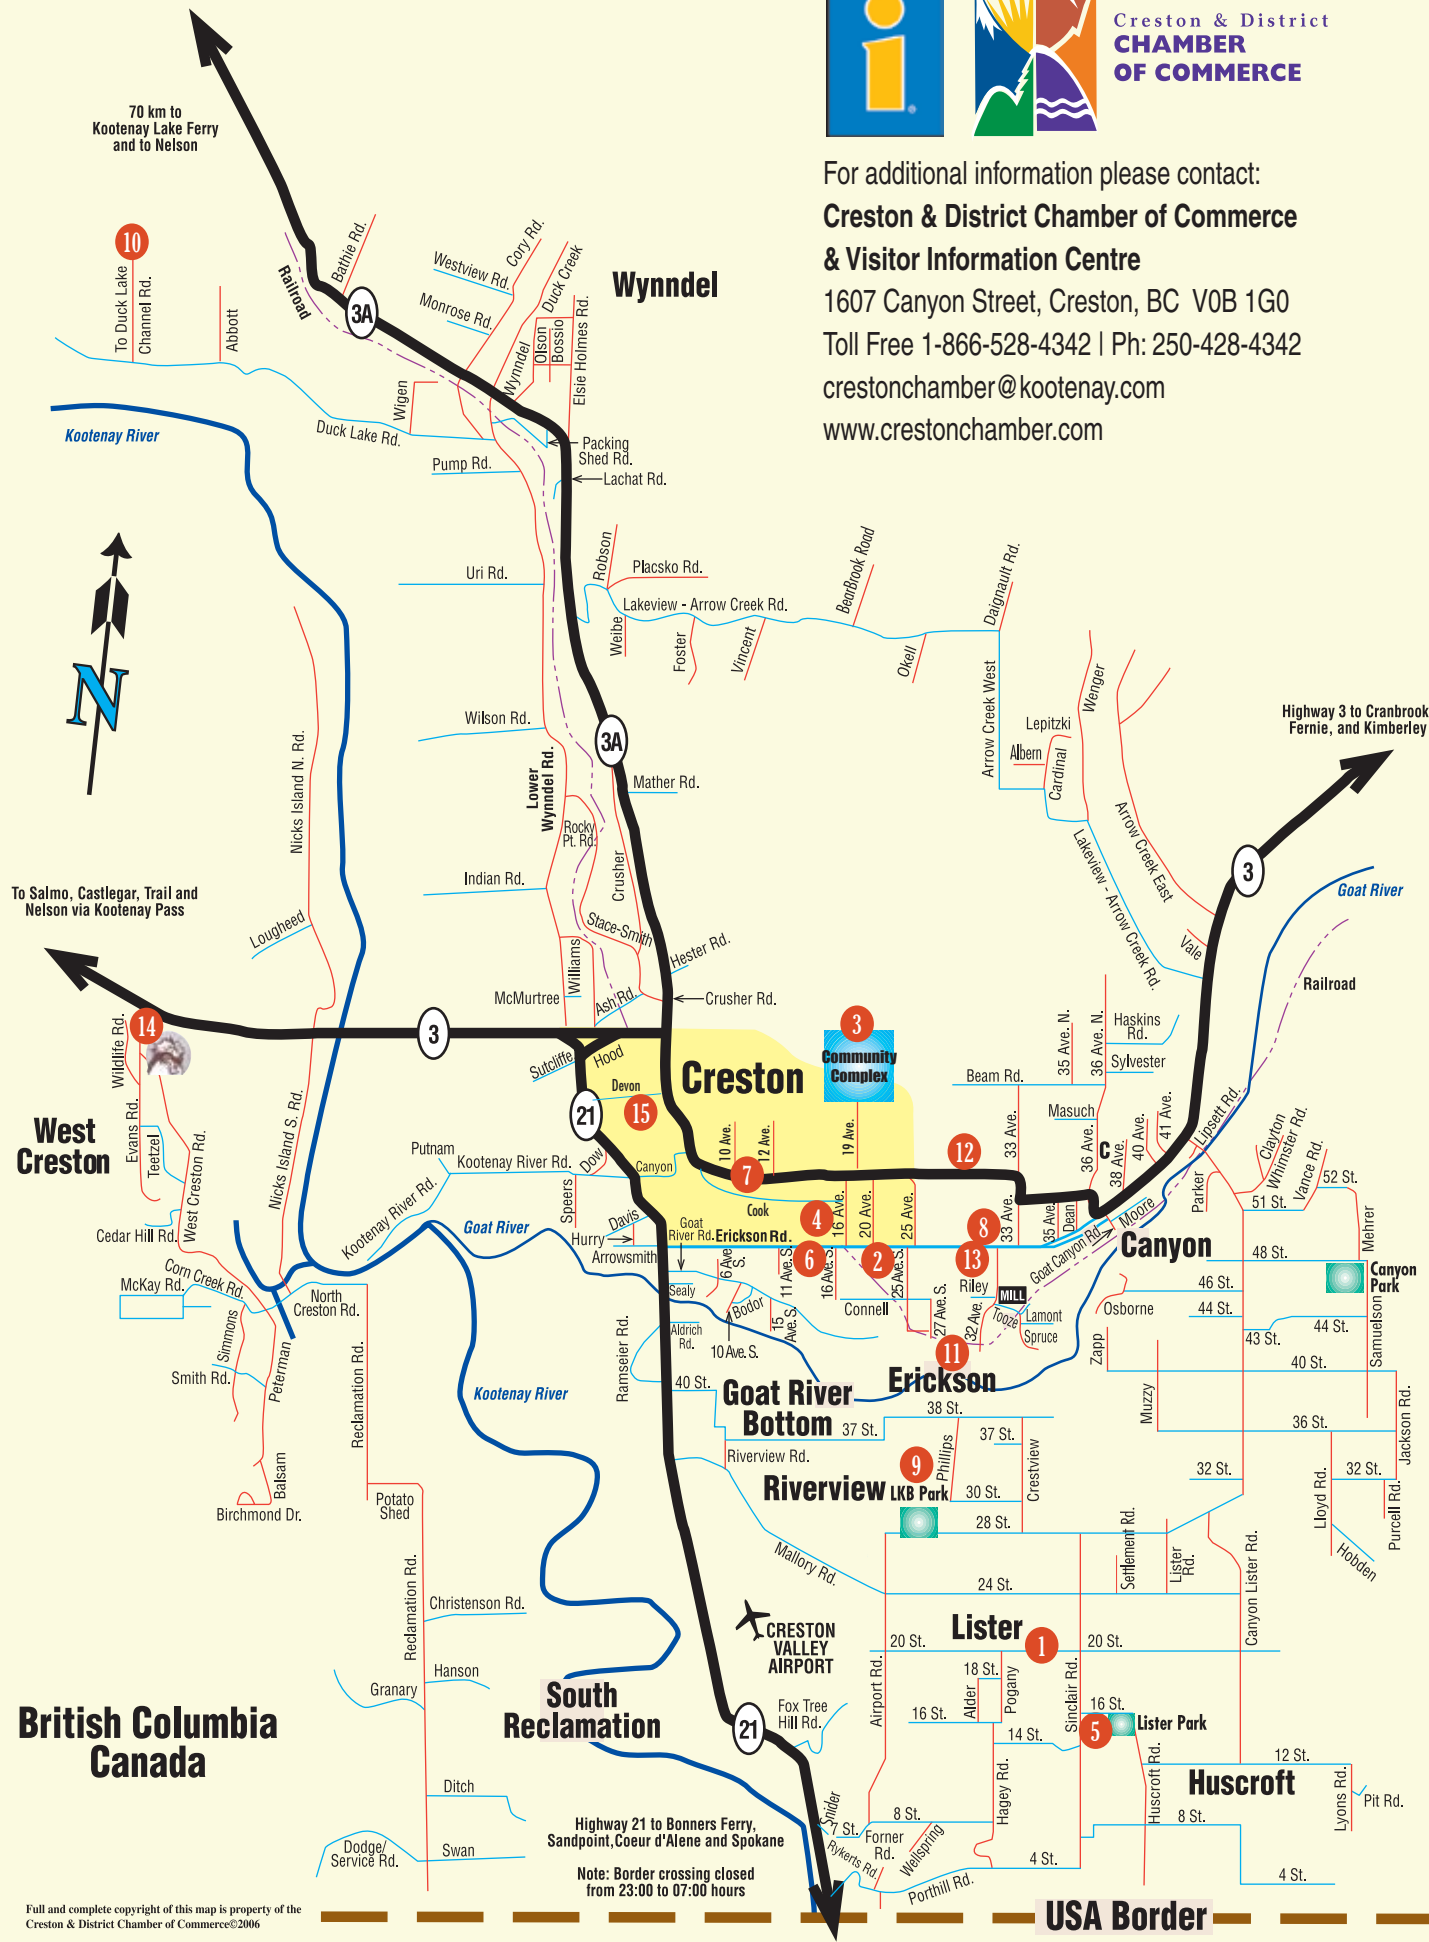 Creston & District
CHAMBER
OF COMMERCE
For additional information please contact:
Creston & District Chamber of Commerce
& Visitor Information Centre
1607 Canyon Street, Creston, BC V0B 1G0
Toll Free 1-866-528-4342 | Ph: 250-428-4342
crestonchamber@kootenay.com
www.crestonchamber.com
70 km to
Kootenay Lake Ferry
and to Nelson
10
To Duck Lake
Channel Rd.
Abbott
Railroad
Bathie Rd.
3A
Westview Rd.
Cory Rd.
Duck Creek
Monrose Rd.
Wynndel
Wynndel
Olson
Bossio
Elsie Holmes Rd.
Wigen
Duck Lake Rd.
Packing
Shed Rd.
Pump Rd.
Lachat Rd.
Kootenay River
N
Uri Rd.
Robson
Placsko Rd.
Lakeview - Arrow Creek Rd.
BearBrook Road
Daignault Rd.
Weibe
Foster
Vincent
Okell
Arrow Creek West
Wenger
Lepitzki
Albern
Cardinal
Highway 3 to Cranbrook
Fernie, and Kimberley
Wilson Rd.
3A
Nicks Island N. Rd.
Lower
Wynndel Rd.
Mather Rd.
Rocky
Pt. Rd.
Crusher
Arrow Creek East
Lakeview - Arrow Creek Rd.
3
Goat River
Indian Rd.
To Salmo, Castlegar, Trail and
Nelson via Kootenay Pass
Lougheed
Stace-Smith
Williams
Hester Rd.
Vale
Railroad
McMurtree
Ash Rd.
Crusher Rd.
14
Wildlife Rd.
3
3
Community
Complex
35 Ave. N.
36 Ave. N.
Haskins
Rd.
Sylvester
Sutcliffe
Hood
Creston
Beam Rd.
Devon
15
21
Masuch
West
Creston
Evans Rd.
Teetzel
West Creston Rd.
Nicks Island S. Rd.
Putnam
Kootenay River Rd.
Dow
Canyon
10 Ave.
12 Ave.
19 Ave.
12
33 Ave.
36 Ave.
C
38 Ave.
40 Ave.
41 Ave.
Lipsett Rd.
Clayton
Whimster Rd.
Vance Rd.
52 St.
7
Kootenay River Rd.
Speers
Davis
Cook
4
16 Ave.
20 Ave.
25 Ave.
8
33 Ave.
35 Ave.
Dean
Moore
Parker
51 St.
Mehrer
Cedar Hill Rd.
Goat River
Hurry
Arrowsmith
Goat
River Rd.
Erickson Rd.
Goat Canyon Rd.
Canyon
48 St.
Canyon
Park
McKay Rd.
Corn Creek Rd.
North
Creston Rd.
Sealy
6 Ave
S.
11 Ave. S.
6
16 Ave. S.
2
25 Ave. S.
13
Riley
MILL
46 St.
Simmons
Bodor
15
Ave. S.
Connell
27 Ave. S.
32 Ave.
Tooze
Lamont
Spruce
Osborne
44 St.
44 St.
Samuelson
Aldrich
Rd.
10 Ave. S.
11
Zapp
43 St.
Smith Rd.
Peterman
Reclamation Rd.
Ramseier Rd.
40 St.
40 St.
Kootenay River
Goat River
Bottom
Erickson
37 St.
38 St.
Muzzy
36 St.
Jackson Rd.
Riverview Rd.
Phillips
37 St.
Crestview
9
Riverview
LKB Park
30 St.
32 St.
Lloyd Rd.
32 St.
Purcell Rd.
Balsam
Birchmond Dr.
Potato
Shed
28 St.
Mallory Rd.
Settlement Rd.
Lister
Rd.
Canyon Lister Rd.
Hobden
24 St.
Reclamation Rd.
Christenson Rd.
CRESTON
VALLEY
AIRPORT
Lister
1
20 St.
20 St.
Hanson
Granary
Airport Rd.
18 St.
Alder
Pogany
Sinclair Rd.
South
Reclamation
Fox Tree
Hill Rd.
21
16 St.
16 St.
5
Lister Park
14 St.
British Columbia
Canada
Hagey Rd.
Huscroft Rd.
12 St.
Huscroft
Lyons Rd.
Pit Rd.
Ditch
Snider
8 St.
8 St.
Highway 21 to Bonners Ferry,
Sandpoint,Coeur d'Alene and Spokane
7 St.
Forner
Rd.
Wellspring
Rykerts Rd.
Dodge/
Service Rd.
Swan
Note: Border crossing closed
from 23:00 to 07:00 hours
4 St.
4 St.
Porthill Rd.
Full and complete copyright of this map is property of the
Creston & District Chamber of Commerce©2006
USA Border